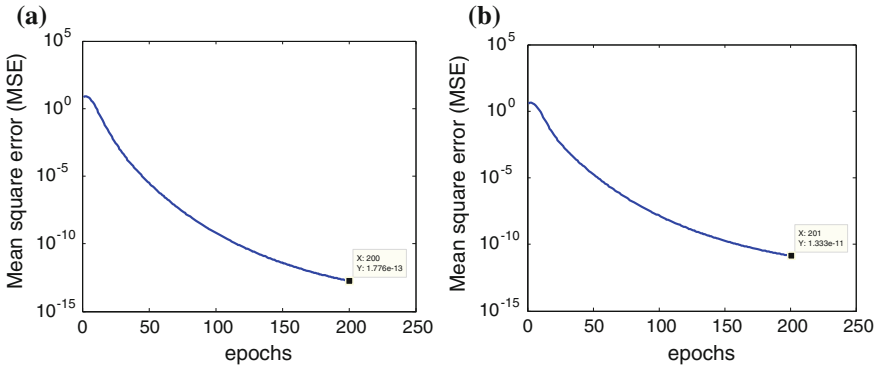 (a)
Mean square error (MSE)
10^5
10^0
10^-5
10^-10
10^-15
0 50 100 150 200 250
epochs
X: 200
Y: 1.776e-13
(b)
Mean square error (MSE)
10^5
10^0
10^-5
10^-10
10^-15
0 50 100 150 200 250
epochs
X: 201
Y: 1.333e-11